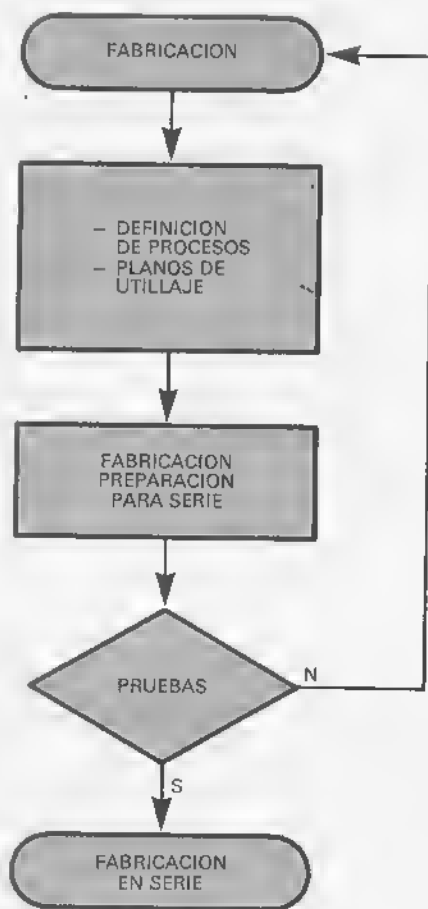 FABRICACION
– DEFINICION
DE PROCESOS
– PLANOS DE
UTILLAJE
FABRICACION
PREPARACION
PARA SERIE
PRUEBAS
N
S
FABRICACION
EN SERIE